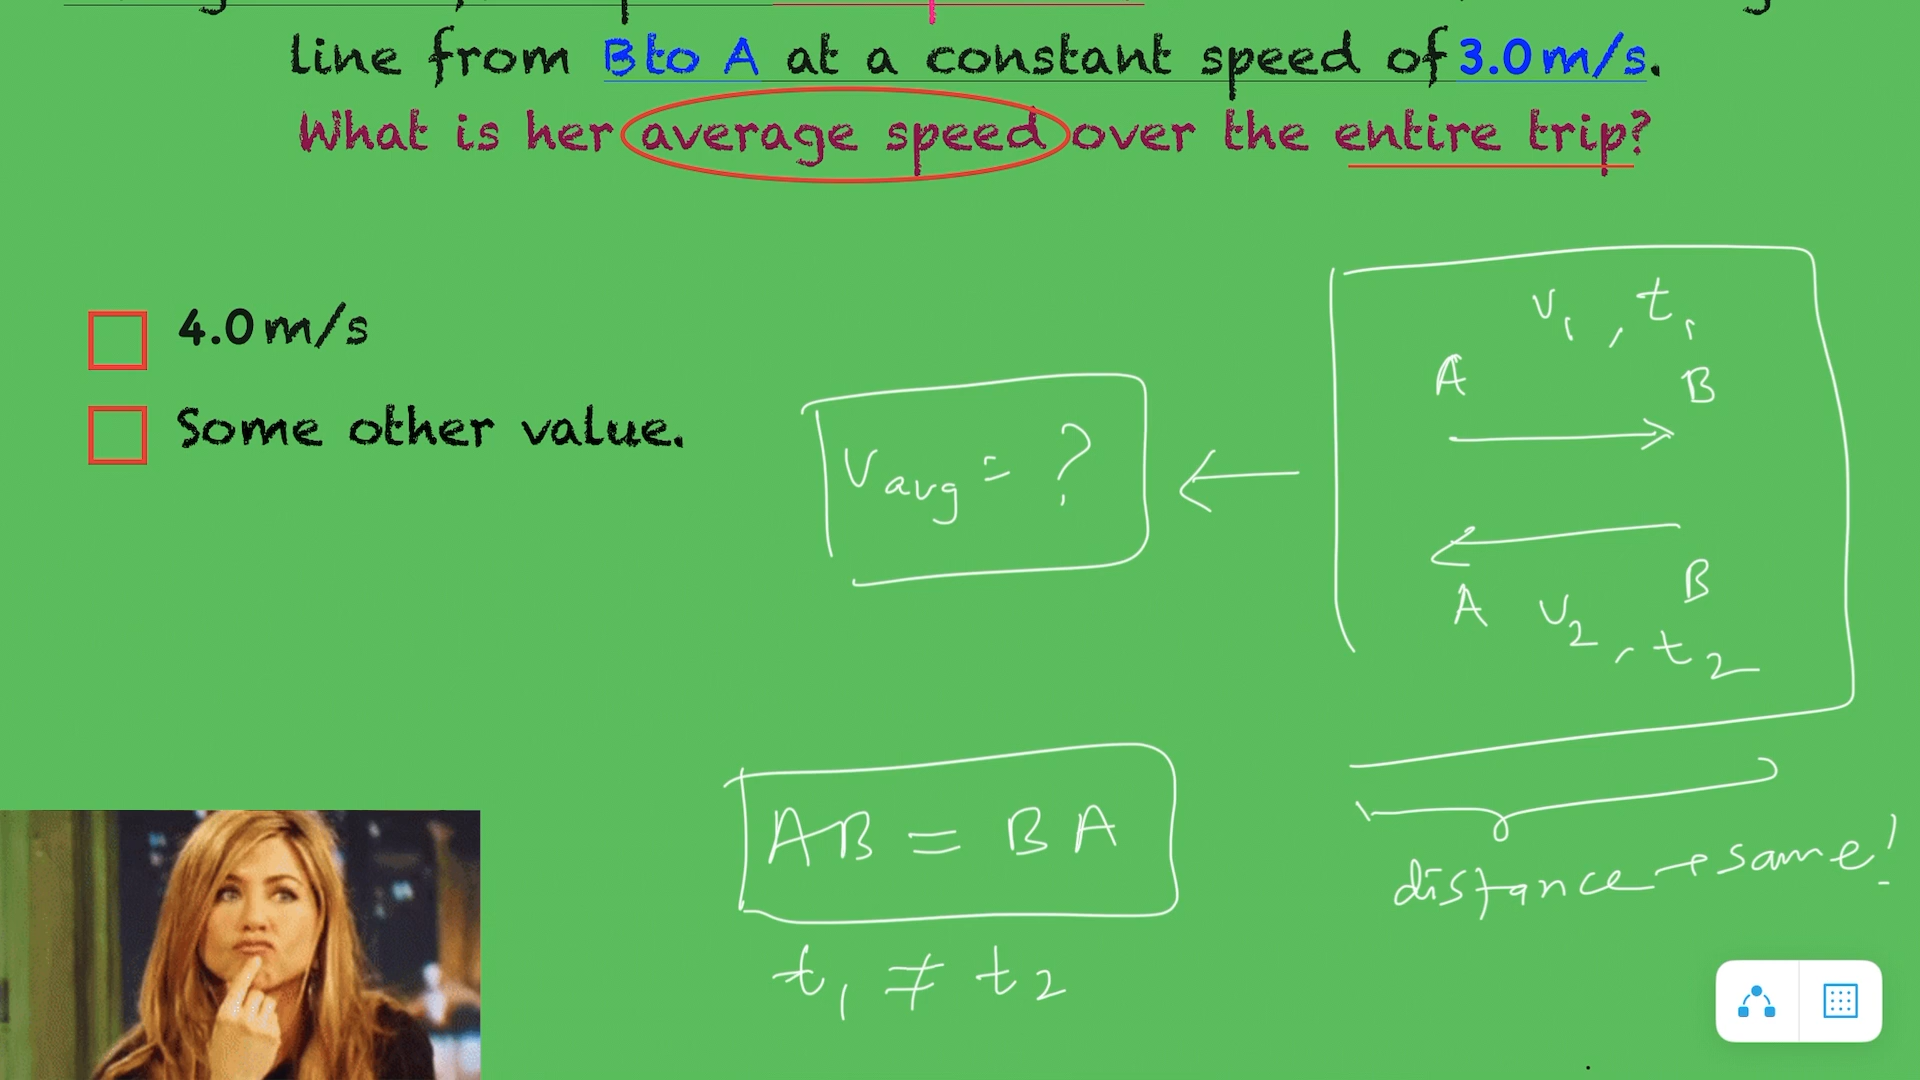 line from B to A at a constant speed of 3.0 m/s.
What is her average speed over the entire trip?
4.0 m/s
Some other value.
v₁, t₁
A B
v avg = ?
B
A v₂, t₂
AB = BA
distance → same!
t₁ ≠ t₂